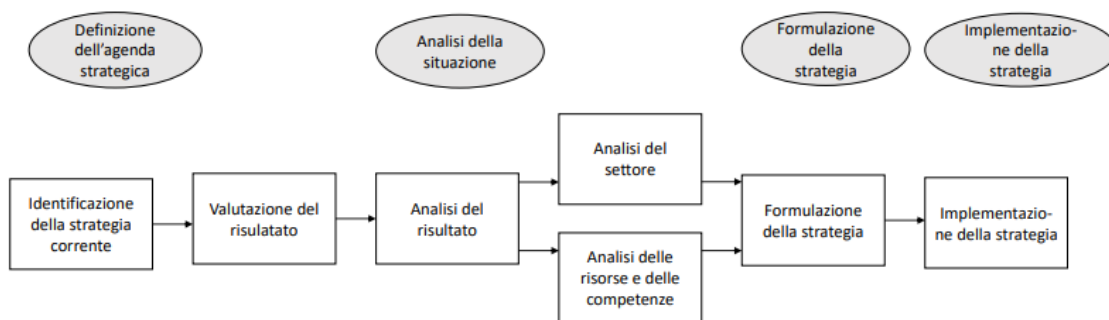 Definizione
dell'agenda
strategica
Analisi della
situazione
Formulazione
della
strategia
Implementazio-
ne della
strategia
Identificazione
della strategia
corrente
Valutazione del
risulatato
Analisi del
risultato
Analisi del
settore
Analisi delle
risorse e delle
competenze
Formulazione
della strategia
Implementazio-
ne della strategia